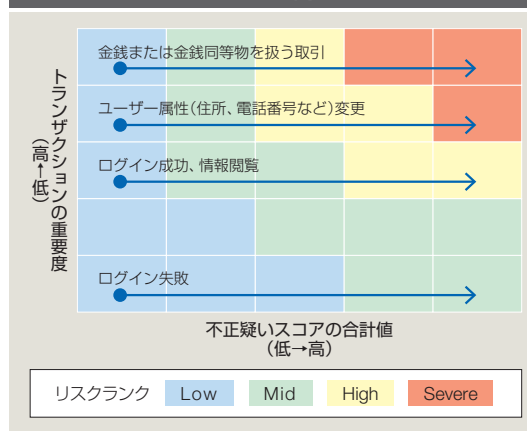 金銭または金銭同等物を扱う取引
ユーザー属性(住所、電話番号など)変更
ログイン成功、情報閲覧
ログイン失敗
トランザクションの重要度
(高←低)
不正疑いスコアの合計値
(低→高)
リスクランク Low Mid High Severe